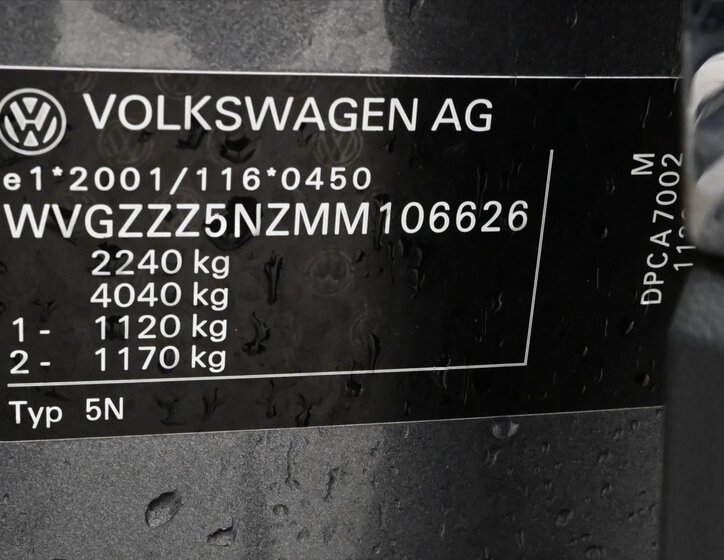 VOLKSWAGEN AG
e1*2001/116*0450
WVGZZZ5NZMM106626
2240 kg
4040 kg
1- 1120 kg
2- 1170 kg
Typ 5N
M
DPCA7002